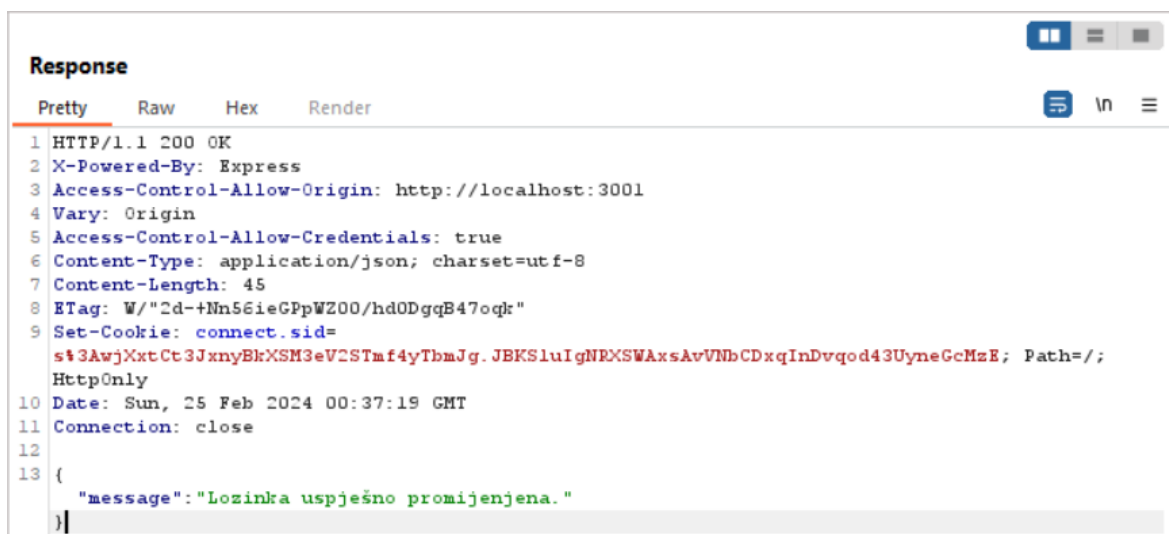 Response
Pretty Raw Hex Render \n
1 HTTP/1.1 200 OK
2 X-Powered-By: Express
3 Access-Control-Allow-Origin: http://localhost:3001
4 Vary: Origin
5 Access-Control-Allow-Credentials: true
6 Content-Type: application/json; charset=utf-8
7 Content-Length: 45
8 ETag: W/"2d-+Nn56ieGPpWZ00/hd0DgqB47oqk"
9 Set-Cookie: connect.sid=
s%3AwjXxtCt3JxnyBkXSM3eV2STmf4yTbmJg.JBKSluIgNRXSWAxsAvVNbCDxqInDvqod43UyneGcMzE; Path=/;
HttpOnly
10 Date: Sun, 25 Feb 2024 00:37:19 GMT
11 Connection: close
12
13 {
"message":"Lozinka uspješno promijenjena."
}